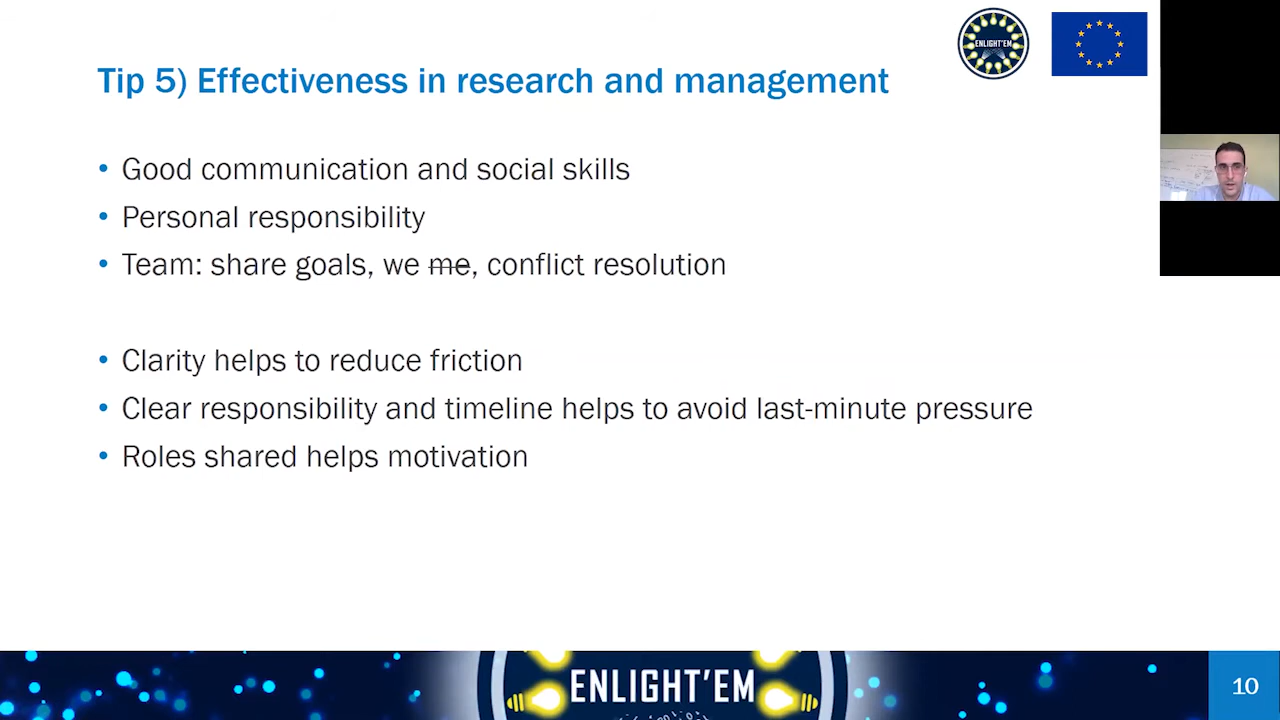 ENLIGHT'EM
Tip 5) Effectiveness in research and management
• Good communication and social skills
• Personal responsibility
• Team: share goals, we me, conflict resolution
• Clarity helps to reduce friction
• Clear responsibility and timeline helps to avoid last-minute pressure
• Roles shared helps motivation
ENLIGHT'EM
10